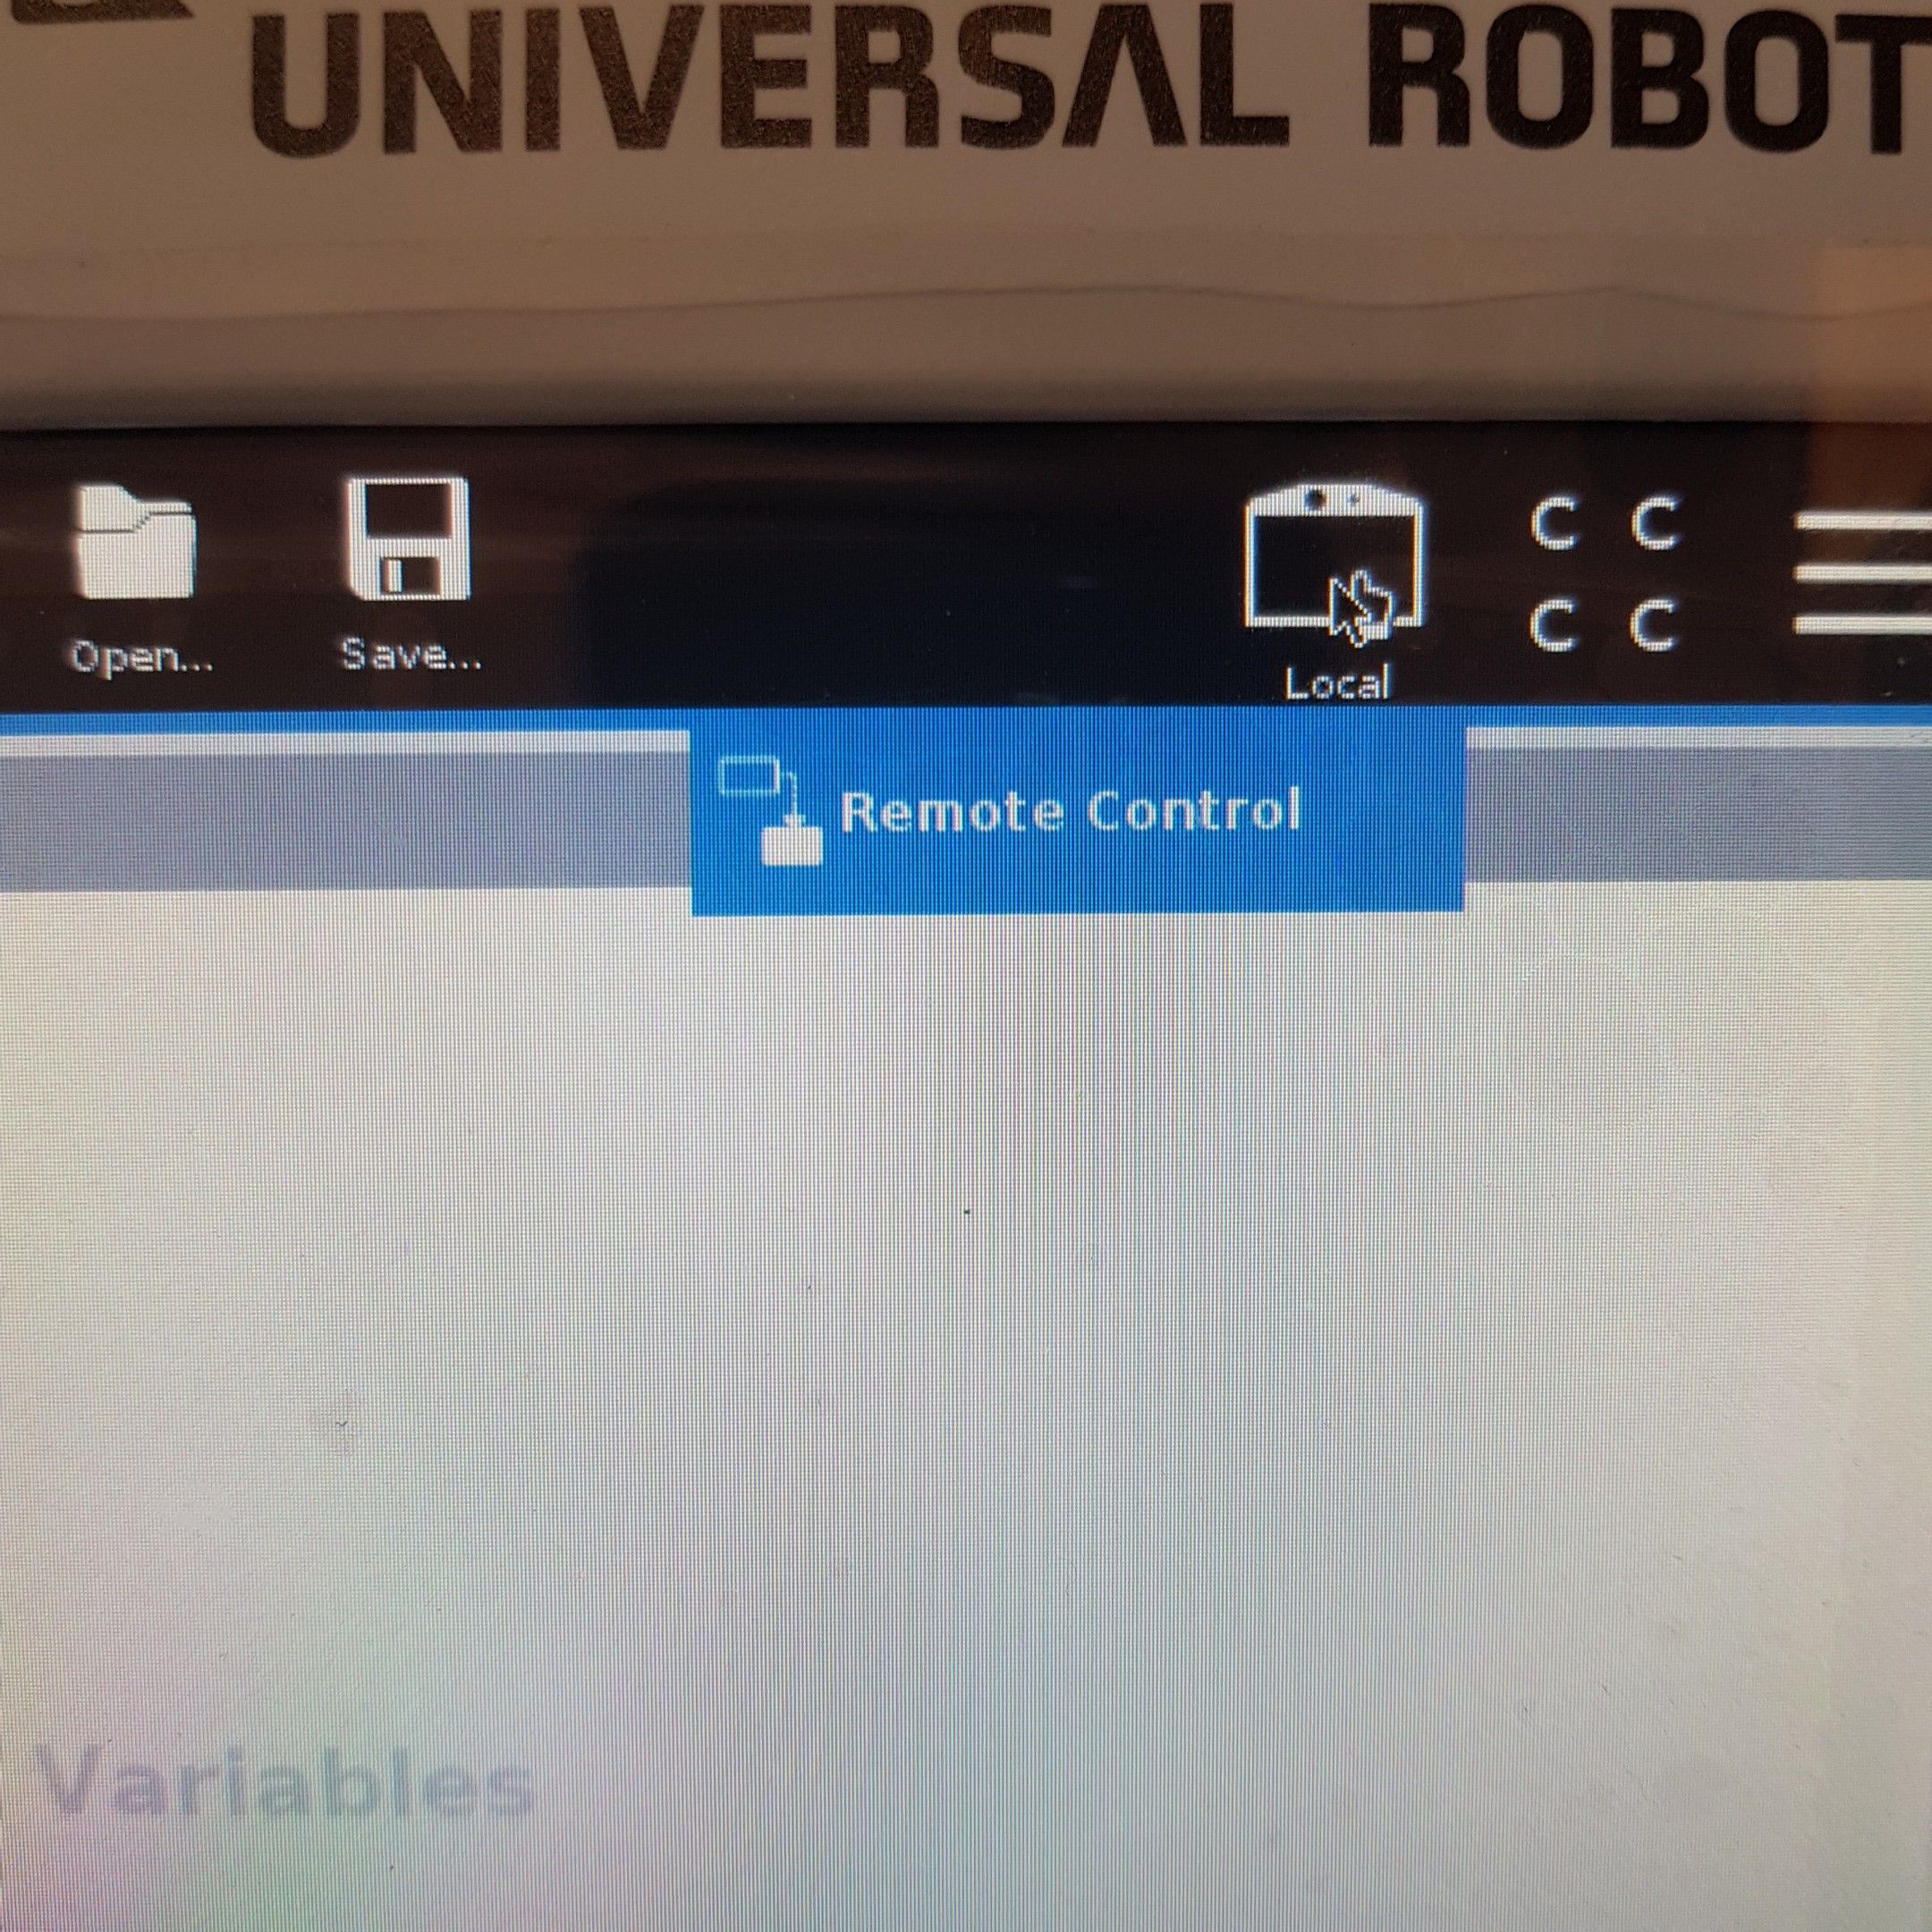 UNIVERSAL ROBOT
Open... Save... Local C C
C C
Remote Control
Variables